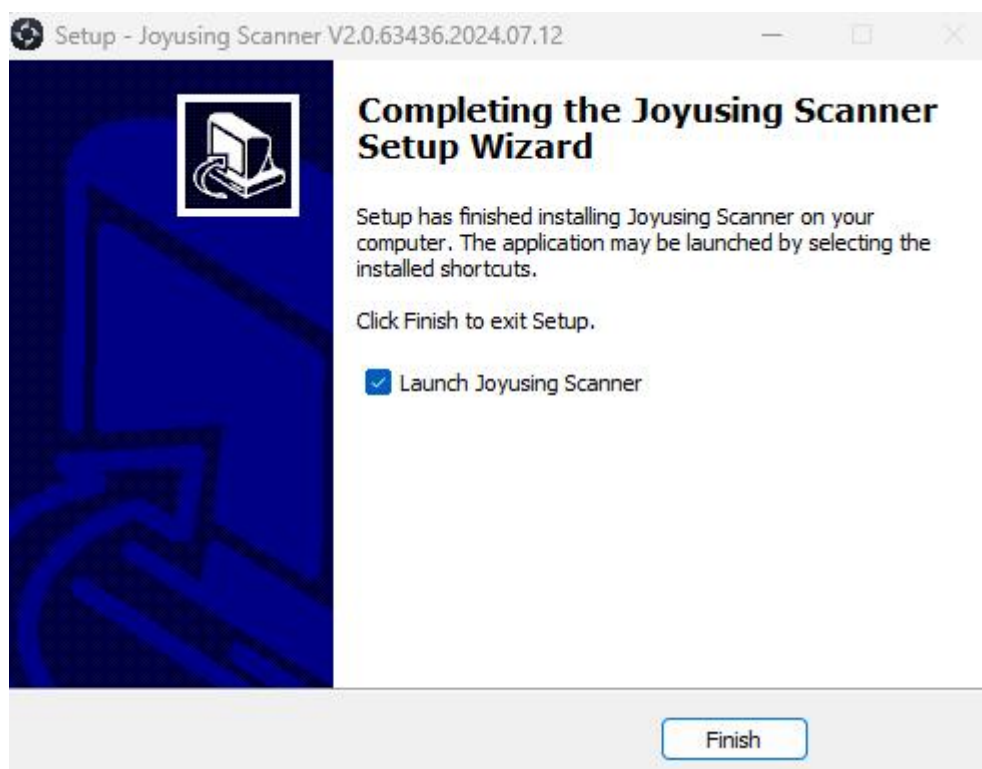 Setup - Joyusing Scanner V2.0.63436.2024.07.12
Completing the Joyusing Scanner
Setup Wizard
Setup has finished installing Joyusing Scanner on your
computer. The application may be launched by selecting the
installed shortcuts.
Click Finish to exit Setup.
Launch Joyusing Scanner
Finish